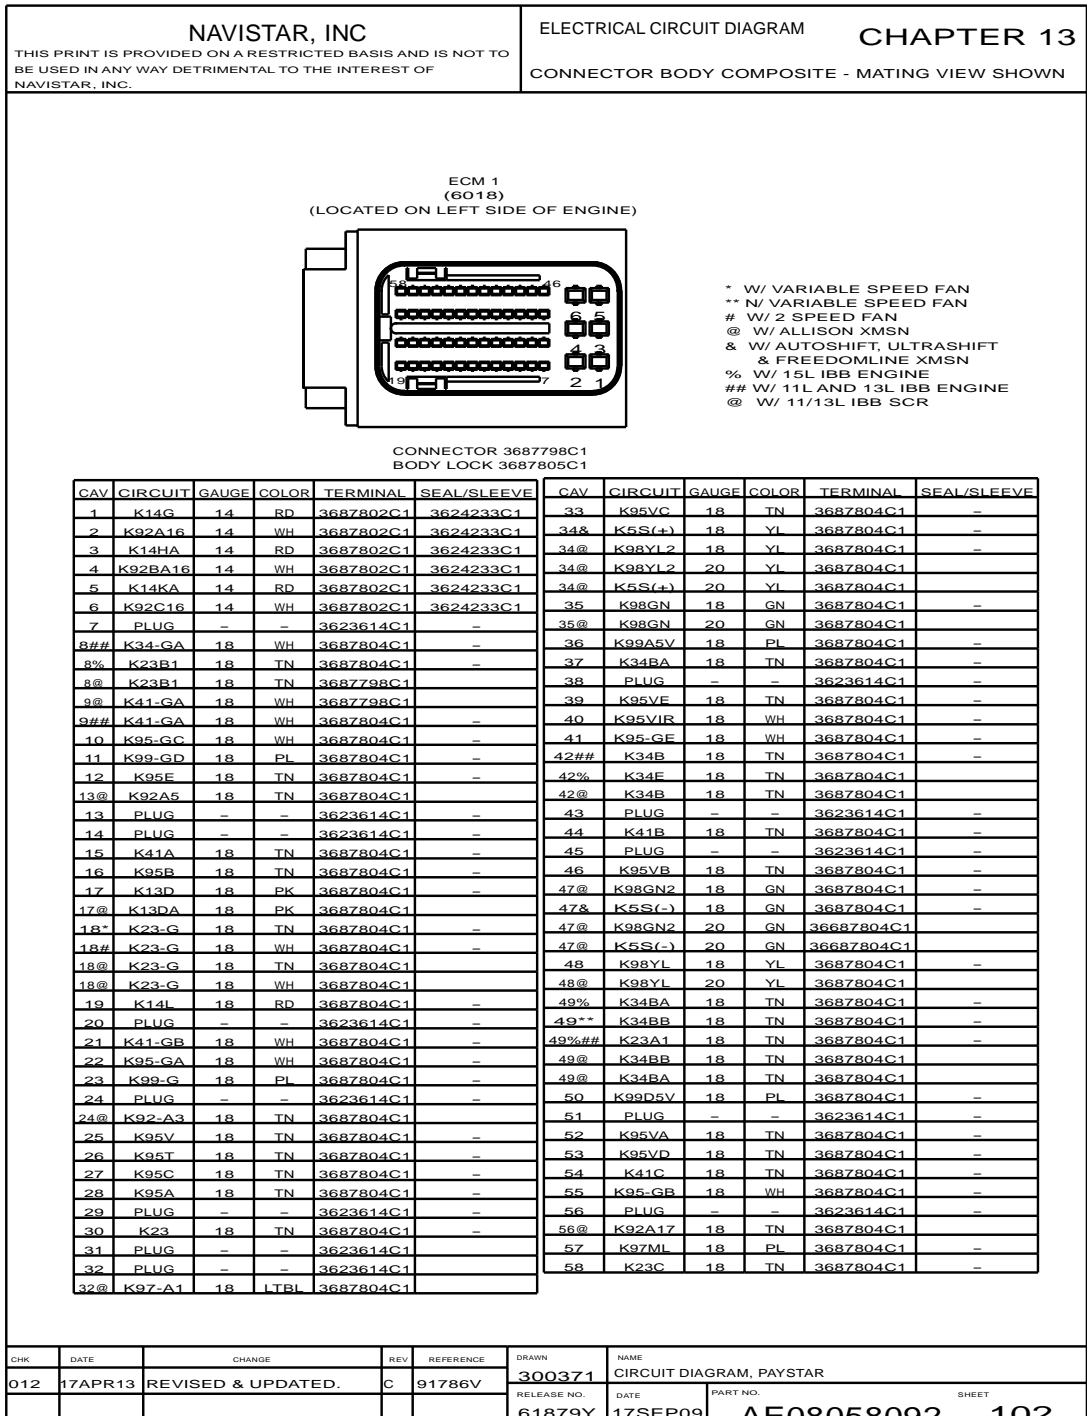 NAVISTAR, INC
THIS PRINT IS PROVIDED ON A RESTRICTED BASIS AND IS NOT TO
BE USED IN ANY WAY DETRIMENTAL TO THE INTEREST OF
NAVISTAR, INC.
ELECTRICAL CIRCUIT DIAGRAM CHAPTER 13
CONNECTOR BODY COMPOSITE - MATING VIEW SHOWN
ECM 1
(6018)
(LOCATED ON LEFT SIDE OF ENGINE)
58 46
6 5
4 3
19 7 2 1
* W/ VARIABLE SPEED FAN
** N/ VARIABLE SPEED FAN
# W/ 2 SPEED FAN
@ W/ ALLISON XMSN
& W/ AUTOSHIFT, ULTRASHIFT
& FREEDOMLINE XMSN
% W/ 15L IBB ENGINE
## W/ 11L AND 13L IBB ENGINE
@ W/ 11/13L IBB SCR
CONNECTOR 3687798C1
BODY LOCK 3687805C1
CAV CIRCUIT GAUGE COLOR TERMINAL SEAL/SLEEVE
1 K14G 14 RD 3687802C1 3624233C1
2 K92A16 14 WH 3687802C1 3624233C1
3 K14HA 14 RD 3687802C1 3624233C1
4 K92BA16 14 WH 3687802C1 3624233C1
5 K14KA 14 RD 3687802C1 3624233C1
6 K92C16 14 WH 3687802C1 3624233C1
7 PLUG – – 3623614C1 –
8## K34-GA 18 WH 3687804C1 –
8% K23B1 18 TN 3687804C1 –
8@ K23B1 18 TN 3687798C1
9@ K41-GA 18 WH 3687798C1
9## K41-GA 18 WH 3687804C1 –
10 K95-GC 18 WH 3687804C1 –
11 K99-GD 18 PL 3687804C1 –
12 K95E 18 TN 3687804C1 –
13@ K92A5 18 TN 3687804C1
13 PLUG – – 3623614C1 –
14 PLUG – – 3623614C1 –
15 K41A 18 TN 3687804C1 –
16 K95B 18 TN 3687804C1 –
17 K13D 18 PK 3687804C1 –
17@ K13DA 18 PK 3687804C1
18* K23-G 18 TN 3687804C1 –
18# K23-G 18 WH 3687804C1 –
18@ K23-G 18 TN 3687804C1
18@ K23-G 18 WH 3687804C1
19 K14L 18 RD 3687804C1 –
20 PLUG – – 3623614C1 –
21 K41-GB 18 WH 3687804C1 –
22 K95-GA 18 WH 3687804C1 –
23 K99-G 18 PL 3687804C1 –
24 PLUG – – 3623614C1 –
24@ K92-A3 18 TN 3687804C1
25 K95V 18 TN 3687804C1 –
26 K95T 18 TN 3687804C1 –
27 K95C 18 TN 3687804C1 –
28 K95A 18 TN 3687804C1 –
29 PLUG – – 3623614C1 –
30 K23 18 TN 3687804C1 –
31 PLUG – – 3623614C1
32 PLUG – – 3623614C1
32@ K97-A1 18 LTBL 3687804C1
CAV CIRCUIT GAUGE COLOR TERMINAL SEAL/SLEEVE
33 K95VC 18 TN 3687804C1 –
34& K5S(+) 18 YL 3687804C1 –
34@ K98YL2 18 YL 3687804C1 –
34@ K98YL2 20 YL 3687804C1
34@ K5S(+) 20 YL 3687804C1
35 K98GN 18 GN 3687804C1 –
35@ K98GN 20 GN 3687804C1
36 K99A5V 18 PL 3687804C1 –
37 K34BA 18 TN 3687804C1 –
38 PLUG – – 3623614C1 –
39 K95VE 18 TN 3687804C1 –
40 K95VIR 18 WH 3687804C1 –
41 K95-GE 18 WH 3687804C1 –
42## K34B 18 TN 3687804C1 –
42% K34E 18 TN 3687804C1 –
42@ K34B 18 TN 3687804C1
43 PLUG – – 3623614C1 –
44 K41B 18 TN 3687804C1 –
45 PLUG – – 3623614C1 –
46 K95VB 18 TN 3687804C1 –
47@ K98GN2 18 GN 3687804C1 –
47& K5S(-) 18 GN 3687804C1 –
47@ K98GN2 20 GN 36687804C1
47@ K5S(-) 20 GN 36687804C1
48 K98YL 18 YL 3687804C1 –
48@ K98YL 20 YL 3687804C1
49% K34BA 18 TN 3687804C1 –
49** K34BB 18 TN 3687804C1 –
49%## K23A1 18 TN 3687804C1 –
49@ K34BB 18 TN 3687804C1
49@ K34BA 18 TN 3687804C1
50 K99D5V 18 PL 3687804C1 –
51 PLUG – – 3623614C1 –
52 K95VA 18 TN 3687804C1 –
53 K95VD 18 TN 3687804C1 –
54 K41C 18 TN 3687804C1 –
55 K95-GB 18 WH 3687804C1 –
56 PLUG – – 3623614C1 –
56@ K92A17 18 TN 3687804C1
57 K97ML 18 PL 3687804C1 –
58 K23C 18 TN 3687804C1 –
CHK DATE CHANGE REV REFERENCE
012 17APR13 REVISED & UPDATED. C 91786V
DRAWN 300371
NAME CIRCUIT DIAGRAM, PAYSTAR
RELEASE NO. DATE PART NO. SHEET
61879Y 17SEP09 AE08058092 102